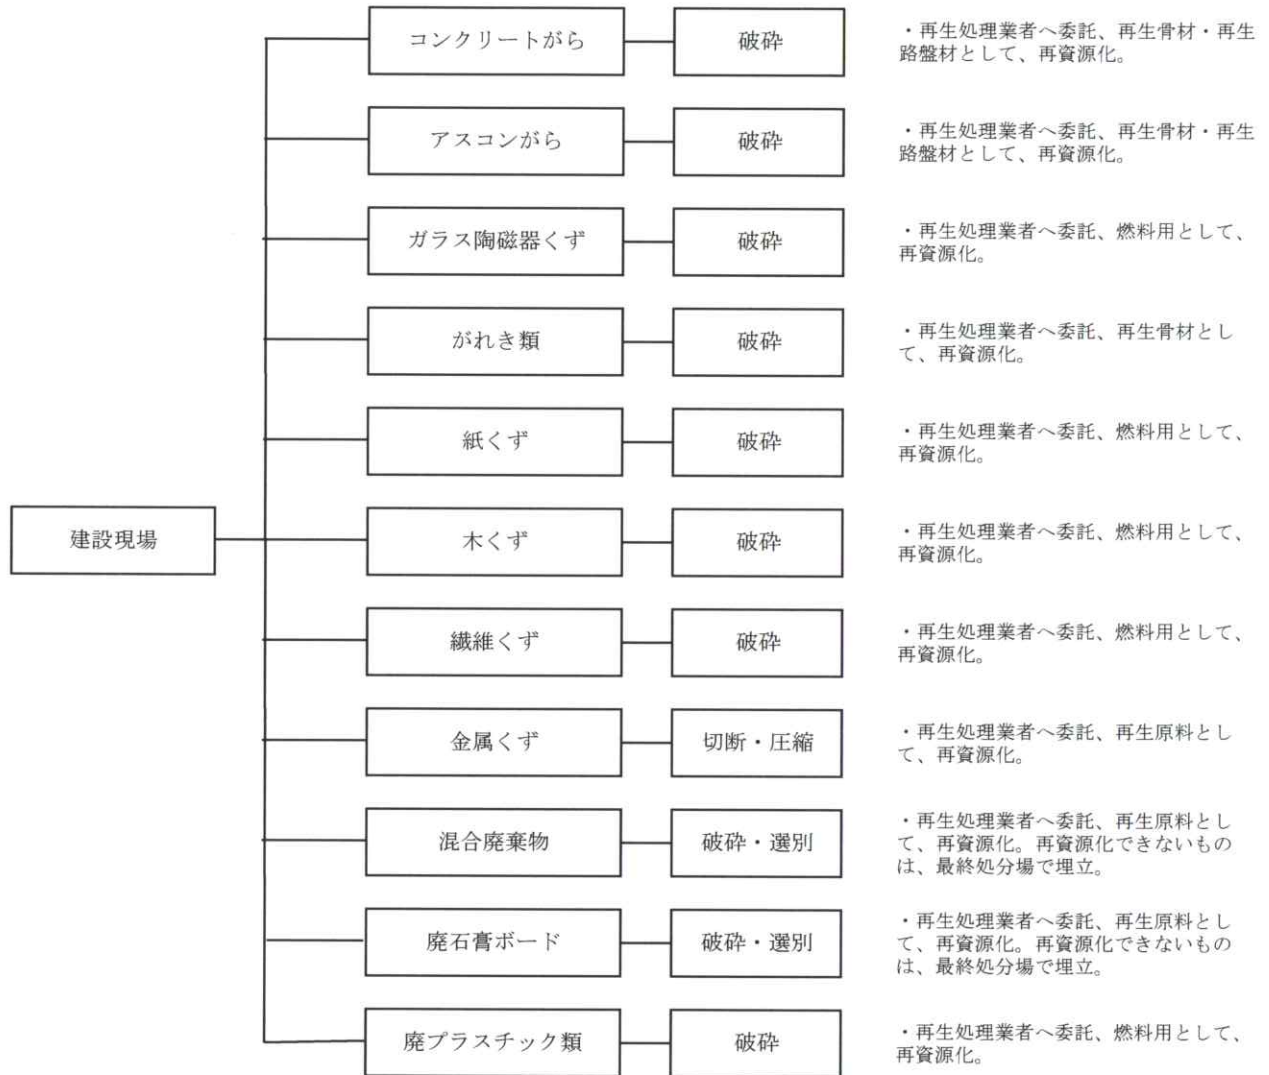 コンクリートがら
破砕
・再生処理業者へ委託、再生骨材・再生
路盤材として、再資源化。
アスコンがら
破砕
・再生処理業者へ委託、再生骨材・再生
路盤材として、再資源化。
ガラス陶磁器くず
破砕
・再生処理業者へ委託、燃料用として、
再資源化。
がれき類
破砕
・再生処理業者へ委託、再生骨材とし
て、再資源化。
紙くず
破砕
・再生処理業者へ委託、燃料用として、
再資源化。
建設現場
木くず
破砕
・再生処理業者へ委託、燃料用として、
再資源化。
繊維くず
破砕
・再生処理業者へ委託、燃料用として、
再資源化。
金属くず
切断・圧縮
・再生処理業者へ委託、再生原料とし
て、再資源化。
混合廃棄物
破砕・選別
・再生処理業者へ委託、再生原料とし
て、再資源化。再資源化できないもの
は、最終処分場で埋立。
廃石膏ボード
破砕・選別
・再生処理業者へ委託、再生原料とし
て、再資源化。再資源化できないもの
は、最終処分場で埋立。
廃プラスチック類
破砕
・再生処理業者へ委託、燃料用として、
再資源化。